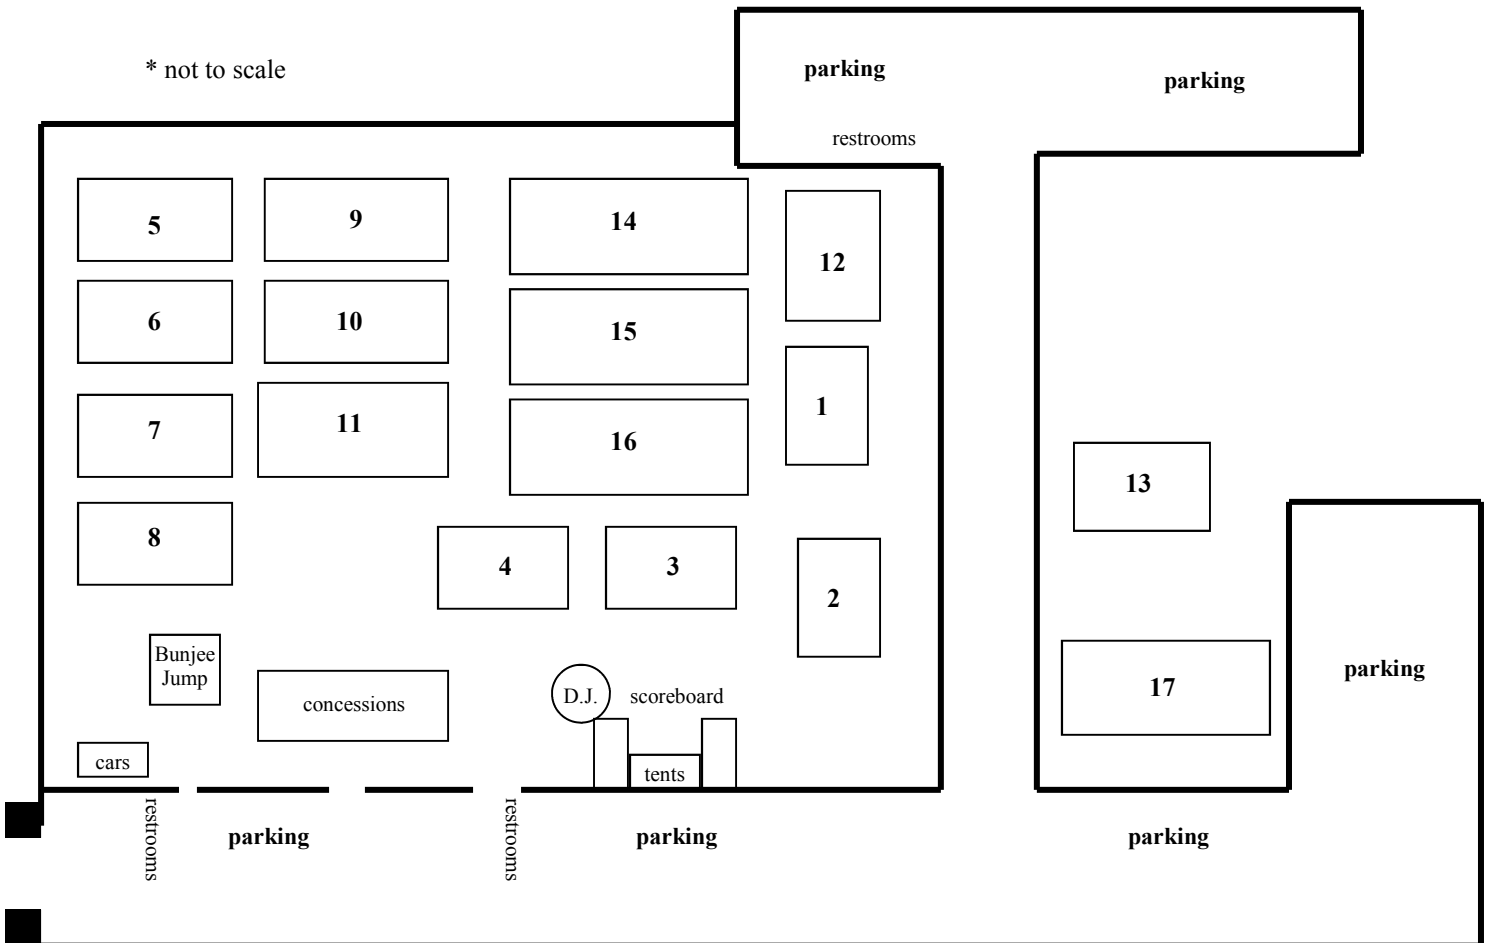 parking
* not to scale
parking
restrooms
5
9
14
12
6
10
15
1
7
11
16
13
8
4
3
2
Bunjee
Jump
parking
17
concessions
D.J.
scoreboard
cars
tents
restrooms
parking
restrooms
parking
parking